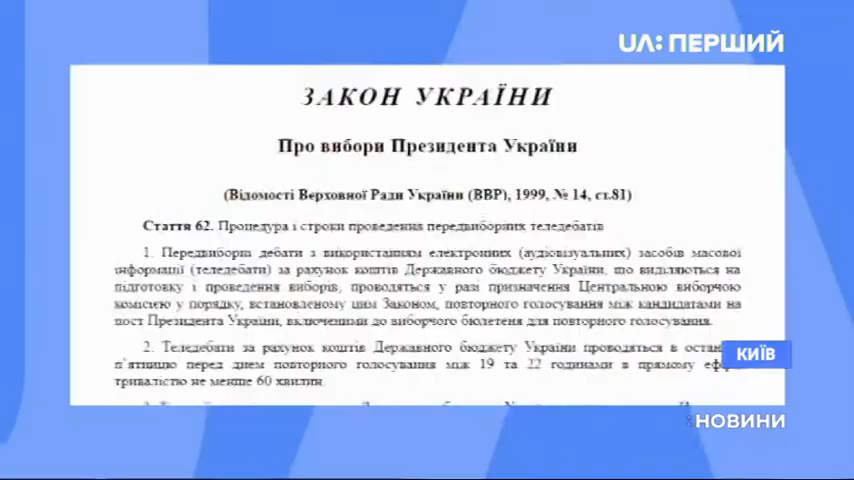 UA: ПЕРШИЙ
ЗАКОН УКРАЇНИ
Про вибори Президента України
(Відомості Верховної Ради України (ВВР), 1999, № 14, ст.81)
Стаття 62. Процедура і строки проведення передвиборних теледебатів
1. Передвиборні дебати з використанням електронних (аудіовізуальних) засобів масової
інформації (теледебати) за рахунок коштів Державного бюджету України, що виділяються на
підготовку і проведення виборів, проводяться у разі призначення Центральною виборчою
комісією у порядку, встановленому цим Законом, повторного голосування між кандидатами на
пост Президента України, включеними до виборчого бюлетеня для повторного голосування.
2. Теледебати за рахунок коштів Державного бюджету України проводяться в остан
п'ятницю перед днем повторного голосування між 19 та 22 годинами в прямому ефірі
тривалістю не менше 60 хвилин.
КИЇВ
НОВИНИ